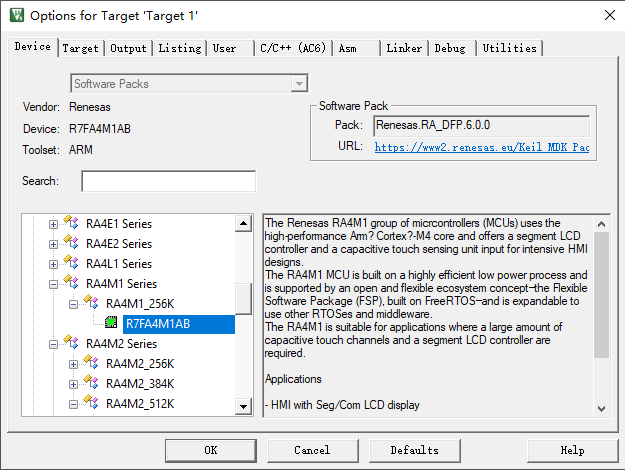 Options for Target 'Target 1'
Device Target Output Listing User C/C++ (AC6) Asm Linker Debug Utilities
Software Packs
Vendor: Renesas
Device: R7FA4M1AB
Toolset: ARM
Search:
Software Pack
Pack: Renesas.RA_DFP.6.0.0
URL: https://www2.renesas.eu/Keil_MDK_Pac
RA4E1 Series
RA4E2 Series
RA4L1 Series
RA4M1 Series
RA4M1_256K
R7FA4M1AB
RA4M2 Series
RA4M2_256K
RA4M2_384K
RA4M2_512K
The Renesas RA4M1 group of micrcontrollers (MCUs) uses the
high-performance Arm? Cortex?-M4 core and offers a segment LCD
controller and a capacitive touch sensing unit input for intensive HMI
designs.
The RA4M1 MCU is built on a highly efficient low power process and
is supported by an open and flexible ecosystem concept-the Flexible
Software Package (FSP), built on FreeRTOS-and is expandable to
use other RTOSes and middleware.
The RA4M1 is suitable for applications where a large amount of
capacitive touch channels and a segment LCD controller are
required.
Applications
- HMI with Seg/Com LCD display
OK Cancel Defaults Help